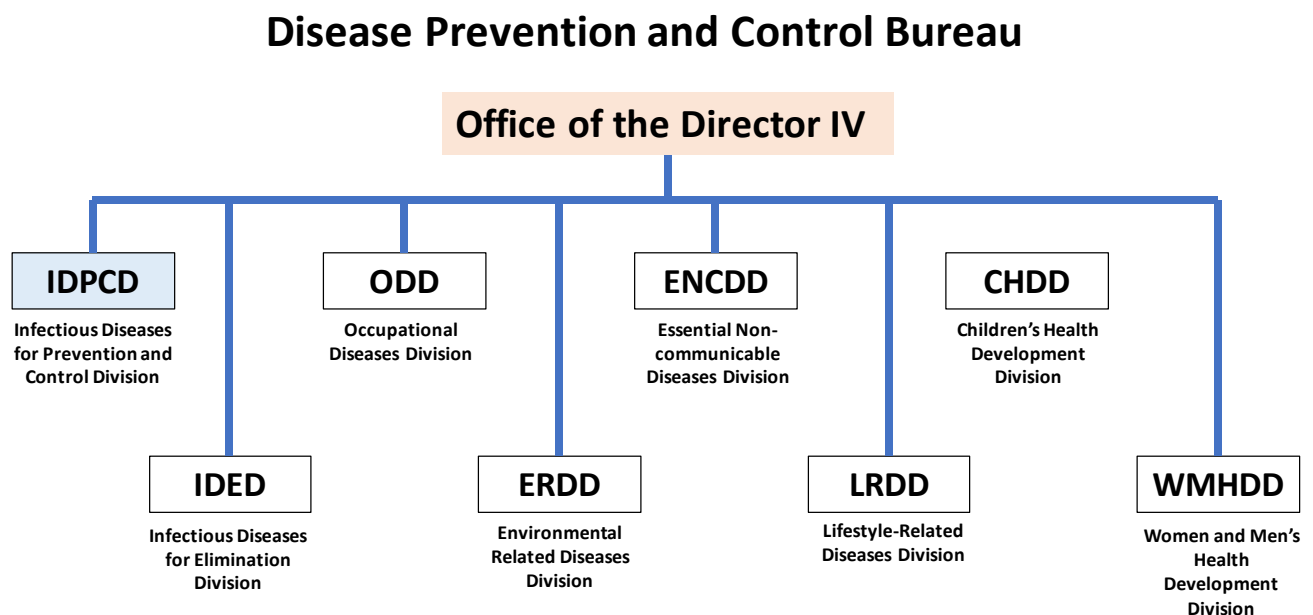 Disease Prevention and Control Bureau
Office of the Director IV
IDPCD
Infectious Diseases
for Prevention and
Control Division
ODD
Occupational
Diseases Division
ENCDD
Essential Non-
communicable
Diseases Division
CHDD
Children’s Health
Development
Division
IDED
Infectious Diseases
for Elimination
Division
ERDD
Environmental
Related Diseases
Division
LRDD
Lifestyle-Related
Diseases Division
WMHDD
Women and Men’s
Health
Development
Division